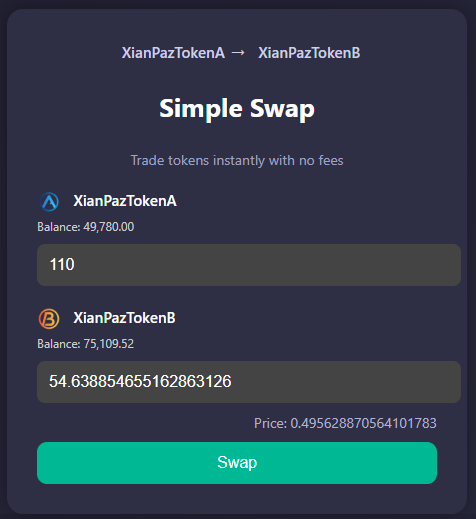 XianPazTokenA → XianPazTokenB
Simple Swap
Trade tokens instantly with no fees
XianPazTokenA
Balance: 49,780.00
110
XianPazTokenB
Balance: 75,109.52
54.638854655162863126
Price: 0.495628870564101783
Swap